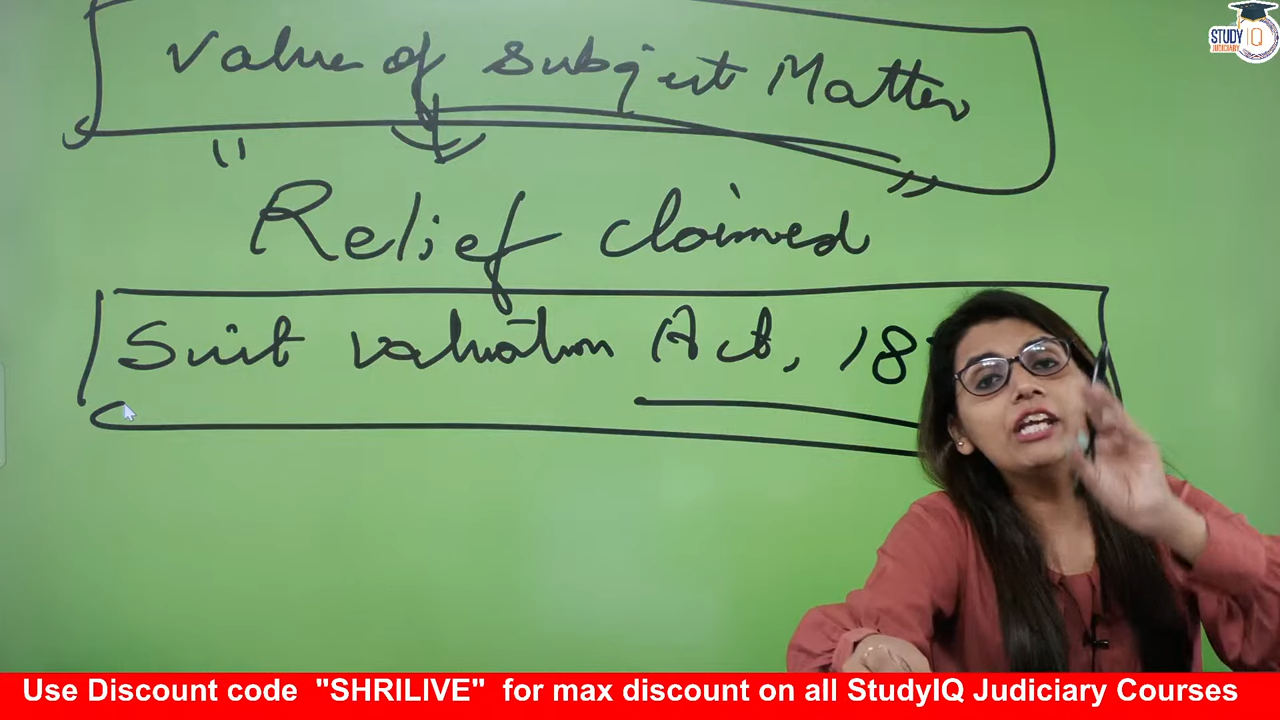 STUDY IQ
JUDICIARY
Value of Subject Matter
"
Relief claimed
Suit valuation Act, 18
Use Discount code "SHRILIVE" for max discount on all StudyIQ Judiciary Courses